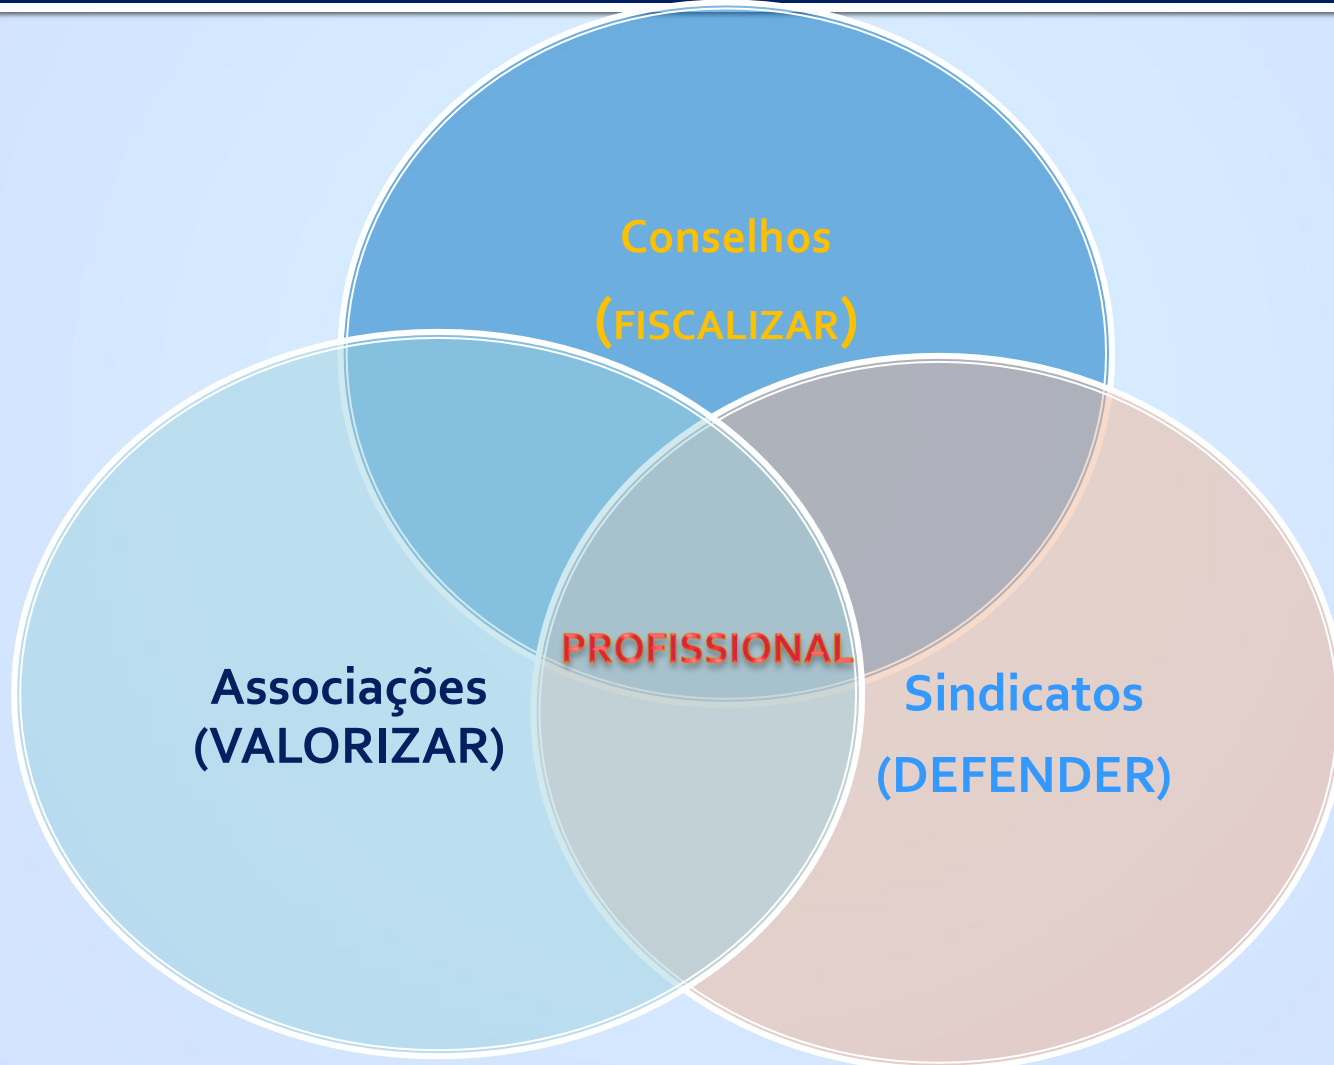 Conselhos
(FISCALIZAR)
PROFISSIONAL
Associações
(VALORIZAR)
Sindicatos
(DEFENDER)